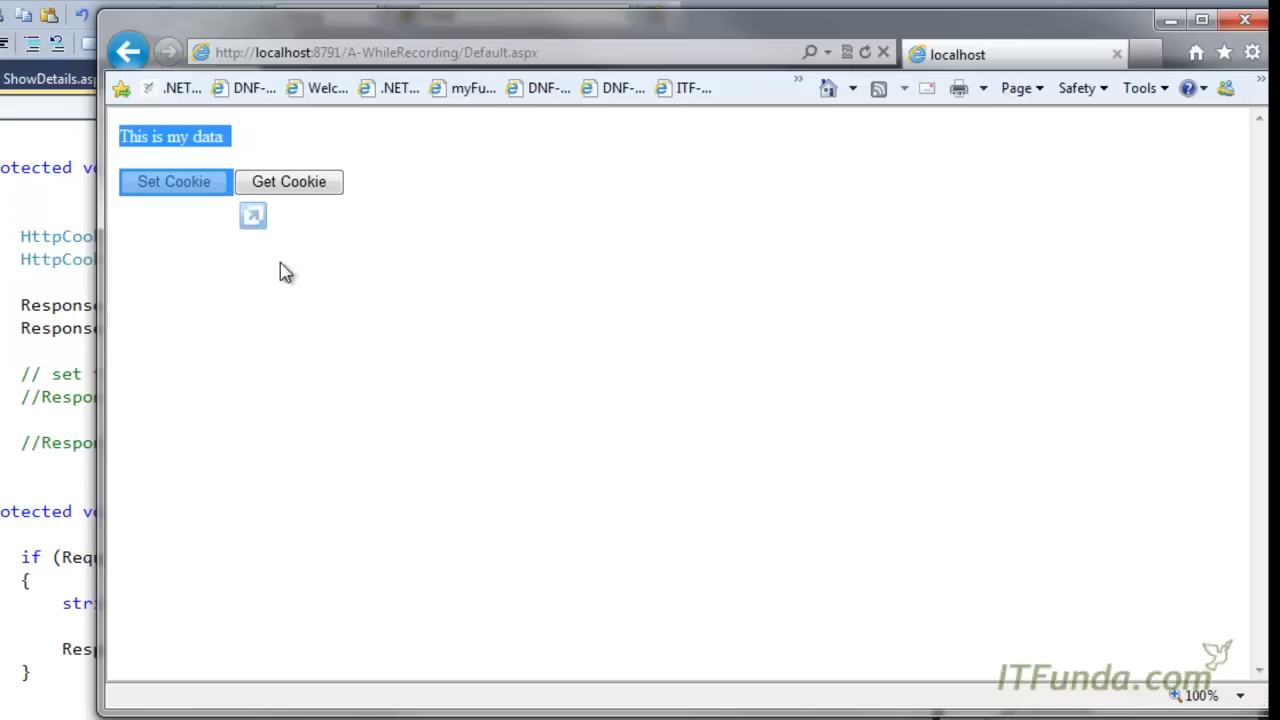 http://localhost:8791/A-WhileRecording/Default.aspx
localhost
ShowDetails.as
.NET... DNF-... Welc... .NET... myFu... DNF-... DNF-... ITF-...
Page Safety Tools
This is my data
Set Cookie Get Cookie
otected v
HttpCoo
HttpCoo
Respons
Respons
// set
//Respon
//Respon
otected v
if (Req
{
str
Resp
}
ITFunda.com
100%